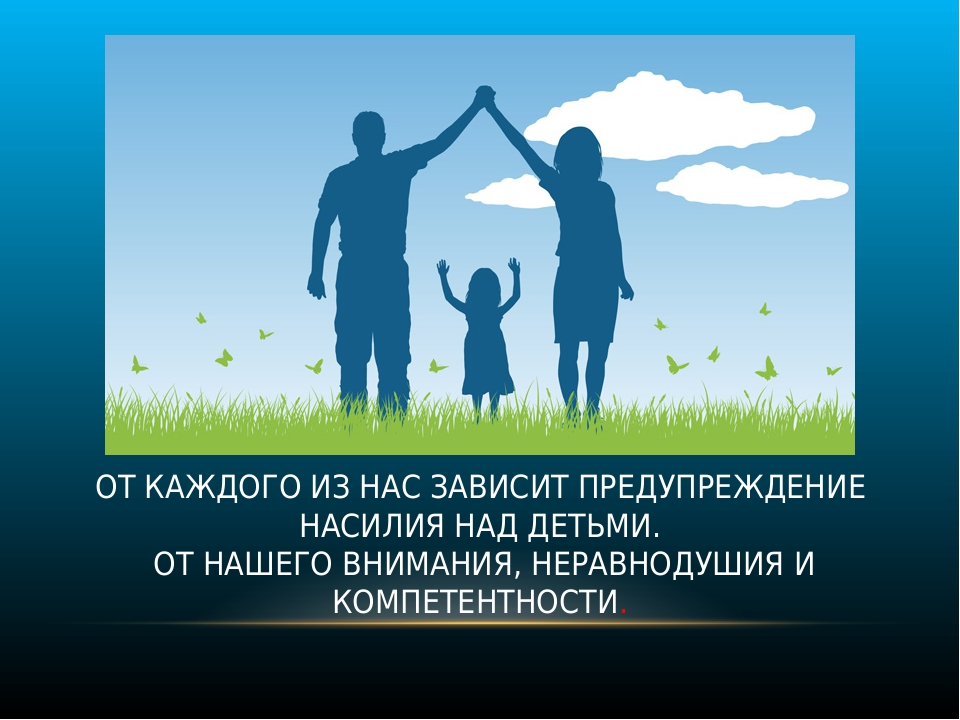 ОТ КАЖДОГО ИЗ НАС ЗАВИСИТ ПРЕДУПРЕЖДЕНИЕ
НАСИЛИЯ НАД ДЕТЬМИ.
ОТ НАШЕГО ВНИМАНИЯ, НЕРАВНОДУШИЯ И
КОМПЕТЕНТНОСТИ.